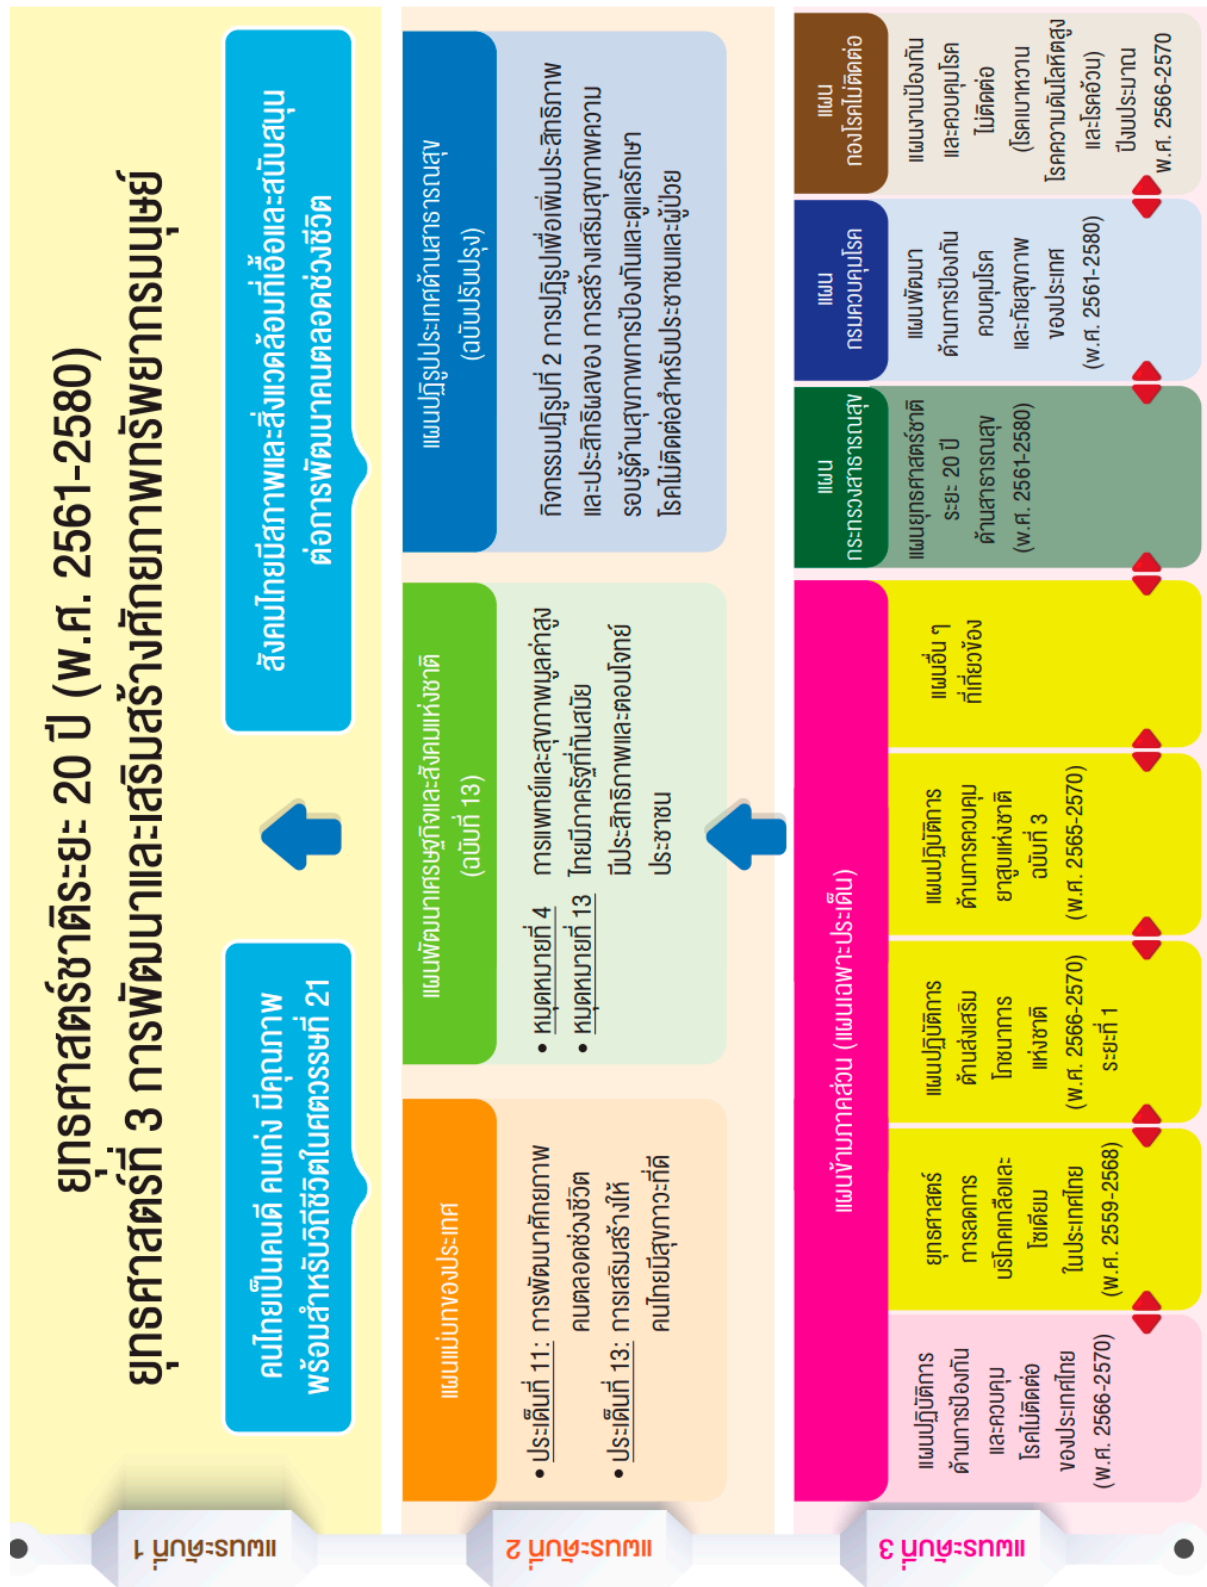 ยุทธศาสตร์ชาติระยะ 20 ปี (พ.ศ. 2561-2580)
ยุทธศาสตร์ที่ 3 การพัฒนาและเสริมสร้างศักยภาพทรัพยากรมนุษย์
แผนระดับที่ 1
คนไทยเป็นคนดี คนเก่ง มีคุณภาพ
พร้อมสำหรับวิถีชีวิตในศตวรรษที่ 21
สังคมไทยมีสภาพและสิ่งแวดล้อมที่เอื้อและสนับสนุน
ต่อการพัฒนาคนตลอดช่วงชีวิต
แผนระดับที่ 2
แผนแม่บทของประเทศ
• ประเด็นที่ 11: การพัฒนาศักยภาพ
คนตลอดช่วงชีวิต
• ประเด็นที่ 13: การเสริมสร้างให้
คนไทยมีสุขภาวะที่ดี
แผนพัฒนาเศรษฐกิจและสังคมแห่งชาติ
(ฉบับที่ 13)
• หมุดหมายที่ 4 การแพทย์และสุขภาพมูลค่าสูง
• หมุดหมายที่ 13 ไทยมีภาครัฐที่ทันสมัย
มีประสิทธิภาพและตอบโจทย์
ประชาชน
แผนปฏิรูปประเทศด้านสาธารณสุข
(ฉบับปรับปรุง)
กิจกรรมปฏิรูปที่ 2 การปฏิรูปเพื่อเพิ่มประสิทธิภาพ
และประสิทธิผลของ การสร้างเสริมสุขภาพความ
รอบรู้ด้านสุขภาพการป้องกันและดูแลรักษา
โรคไม่ติดต่อสำหรับประชาชนและผู้ป่วย
แผนระดับที่ 3
แผนข้ามภาคส่วน (แผนเฉพาะประเด็น)
แผนปฏิบัติการ
ด้านการป้องกัน
และควบคุม
โรคไม่ติดต่อ
ของประเทศไทย
(พ.ศ. 2566-2570)
ยุทธศาสตร์
การลดการ
บริโภคเกลือและ
โซเดียม
ในประเทศไทย
(พ.ศ. 2559-2568)
แผนปฏิบัติการ
ด้านส่งเสริม
โภชนาการ
แห่งชาติ
(พ.ศ. 2566-2570)
ระยะที่ 1
แผนปฏิบัติการ
ด้านการควบคุม
ยาสูบแห่งชาติ
ฉบับที่ 3
(พ.ศ. 2565-2570)
แผนอื่น ๆ
ที่เกี่ยวข้อง
แผน
กระทรวงสาธารณสุข
แผนยุทธศาสตร์ชาติ
ระยะ 20 ปี
ด้านสาธารณสุข
(พ.ศ. 2561-2580)
แผน
กรมควบคุมโรค
แผนพัฒนา
ด้านการป้องกัน
ควบคุมโรค
และภัยสุขภาพ
ของประเทศ
(พ.ศ. 2561-2580)
แผน
กองโรคไม่ติดต่อ
แผนงานป้องกัน
และควบคุมโรค
ไม่ติดต่อ
(โรคเบาหวาน
โรคความดันโลหิตสูง
และโรคอ้วน)
ปีงบประมาณ
พ.ศ. 2566-2570